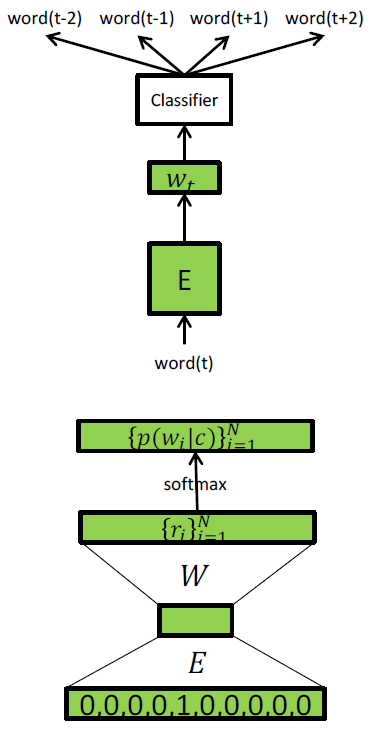 word(t-2) word(t-1) word(t+1) word(t+2)
Classifier
w_t
E
word(t)
{p(w_i|c)}_{i=1}^N
softmax
{r_i}_{i=1}^N
W
E
0,0,0,0,1,0,0,0,0,0